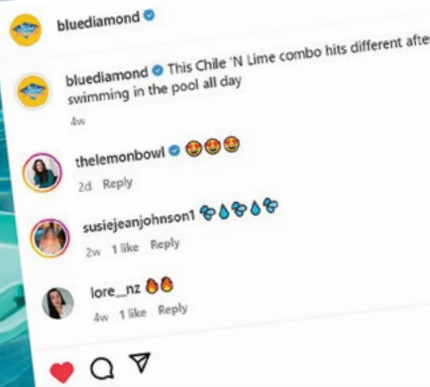 bluediamond
bluediamond This Chile 'N Lime combo hits different after
swimming in the pool all day
4w
thelemonbowl 😍😍😍
2d Reply
susiejeanjohnson1 💦💧💦💧💦
2w 1 like Reply
lore__nz 🔥🔥
4w 1 like Reply